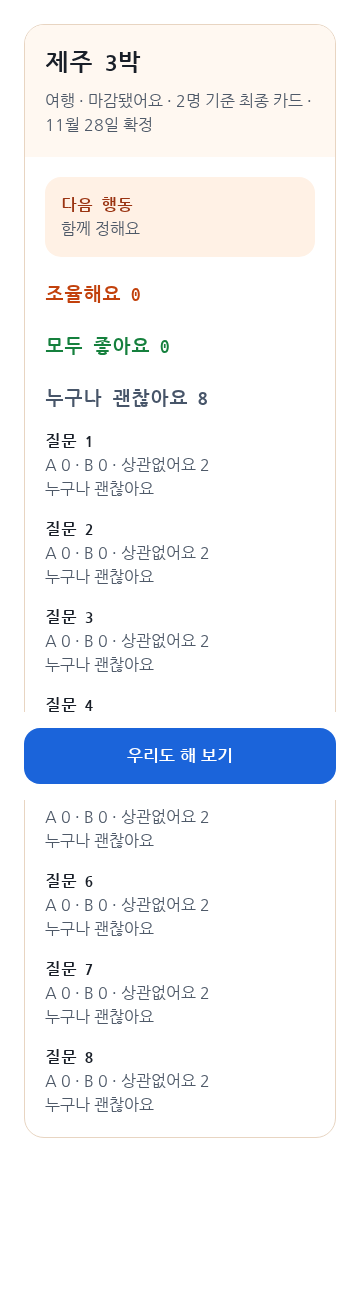 제주 3박
여행 · 마감됐어요 · 2명 기준 최종 카드 ·
11월 28일 확정
다음 행동
함께 정해요
조율해요 0
모두 좋아요 0
누구나 괜찮아요 8
질문 1
A 0 · B 0 · 상관없어요 2
누구나 괜찮아요
질문 2
A 0 · B 0 · 상관없어요 2
누구나 괜찮아요
질문 3
A 0 · B 0 · 상관없어요 2
누구나 괜찮아요
질문 4
우리도 해 보기
A 0 · B 0 · 상관없어요 2
누구나 괜찮아요
질문 6
A 0 · B 0 · 상관없어요 2
누구나 괜찮아요
질문 7
A 0 · B 0 · 상관없어요 2
누구나 괜찮아요
질문 8
A 0 · B 0 · 상관없어요 2
누구나 괜찮아요